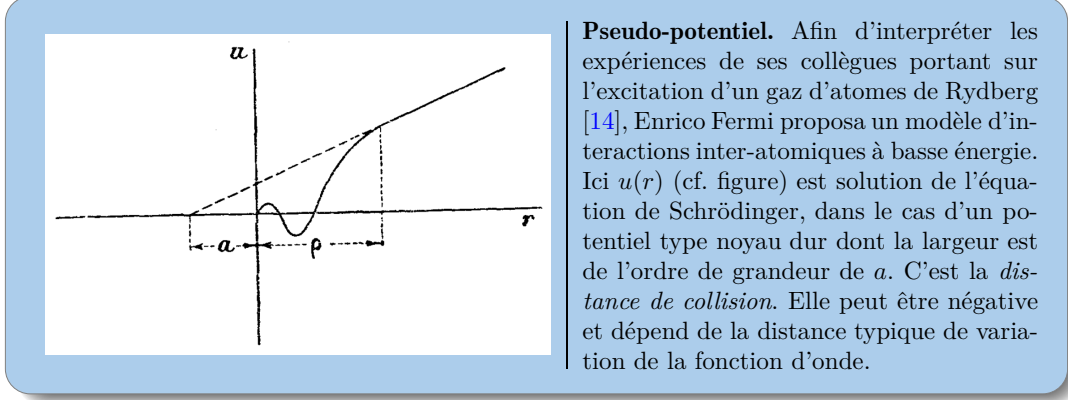 u
r
a
ρ
Pseudo-potentiel. Afin d'interpréter les
expériences de ses collègues portant sur
l'excitation d'un gaz d'atomes de Rydberg
[14], Enrico Fermi proposa un modèle d'in-
teractions inter-atomiques à basse énergie.
Ici u(r) (cf. figure) est solution de l'équa-
tion de Schrödinger, dans le cas d'un po-
tentiel type noyau dur dont la largeur est
de l'ordre de grandeur de a. C'est la dis-
tance de collision. Elle peut être négative
et dépend de la distance typique de varia-
tion de la fonction d'onde.